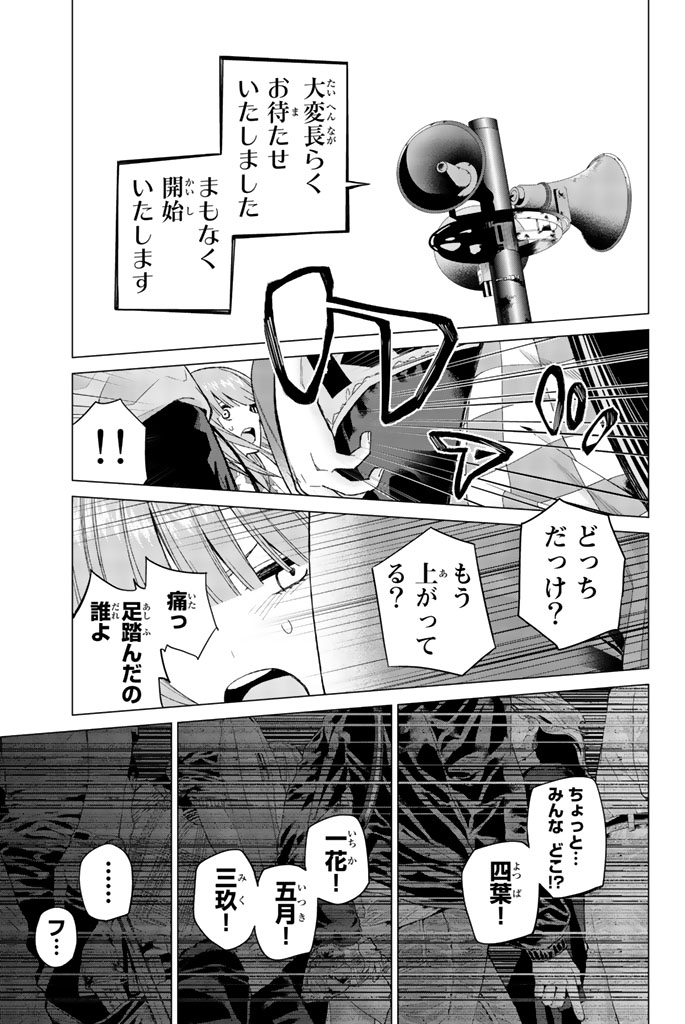 大変長らく
お待たせ
いたしました
まもなく
開始
いたします
ワァァ
！！
どっち
だっけ？
もう
上がって
る？
痛っ
足踏んだの
誰よ
ちょっと…
みんな どこ!?
四葉！
一花！
五月！
三玖！
……
フ…